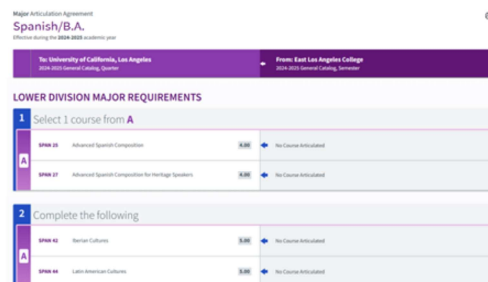 Major Articulation Agreement
Spanish/B.A.
Effective during the 2024-2025 academic year
To: University of California, Los Angeles
2024-2025 General Catalog, Quarter
From: East Los Angeles College
2024-2025 General Catalog, Semester
LOWER DIVISION MAJOR REQUIREMENTS
1 Select 1 course from A
A
SPAN 25 Advanced Spanish Composition 4.00 No Course Articulated
SPAN 27 Advanced Spanish Composition for Heritage Speakers 4.00 No Course Articulated
2 Complete the following
A
SPAN 42 Iberian Cultures 5.00 No Course Articulated
SPAN 44 Latin American Cultures 5.00 No Course Articulated